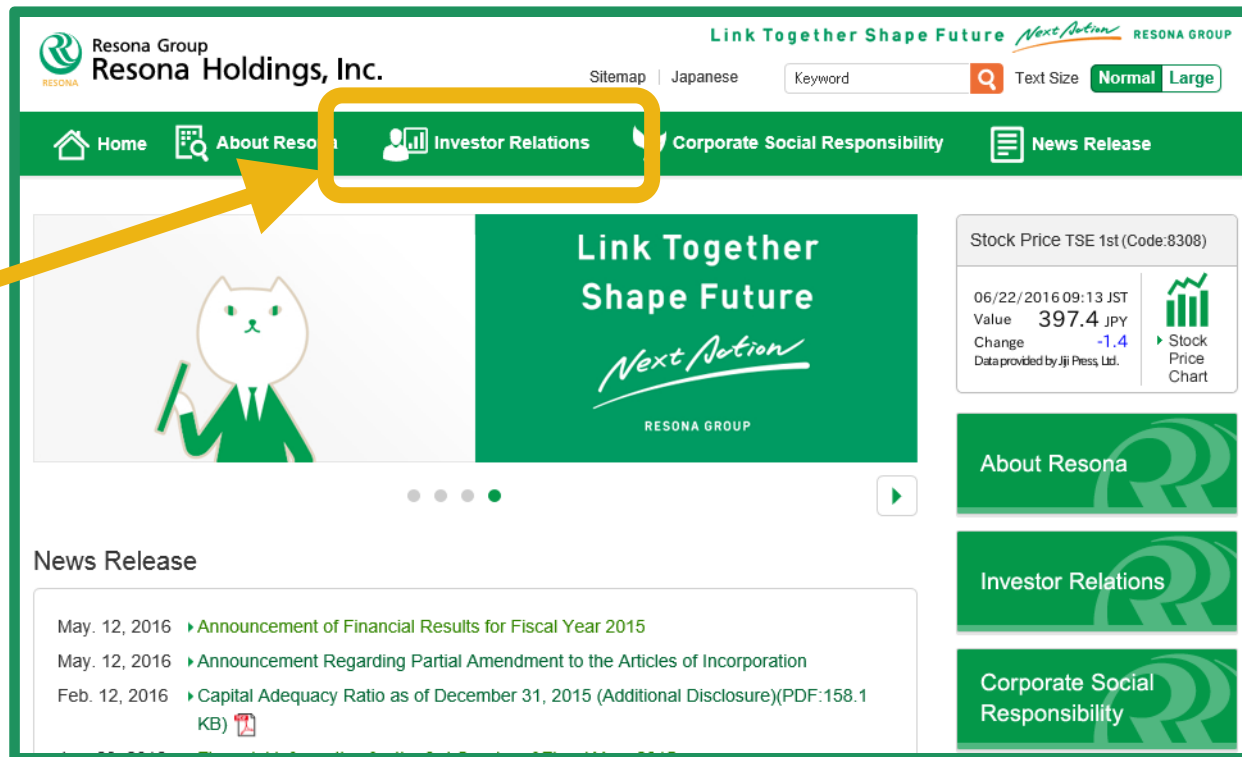 Link Together Shape Future Next Action RESONA GROUP
RESONA
Resona Group
Resona Holdings, Inc.
Sitemap Japanese Keyword Text Size Normal Large
Home About Resona Investor Relations Corporate Social Responsibility News Release
Link Together
Shape Future
Next Action
RESONA GROUP
Stock Price TSE 1st (Code:8308)
06/22/2016 09:13 JST
Value 397.4 JPY
Change -1.4
Data provided by Jiji Press, Ltd.
Stock
Price
Chart
About Resona
Investor Relations
Corporate Social
Responsibility
News Release
May. 12, 2016 Announcement of Financial Results for Fiscal Year 2015
May. 12, 2016 Announcement Regarding Partial Amendment to the Articles of Incorporation
Feb. 12, 2016 Capital Adequacy Ratio as of December 31, 2015 (Additional Disclosure)(PDF:158.1
KB)